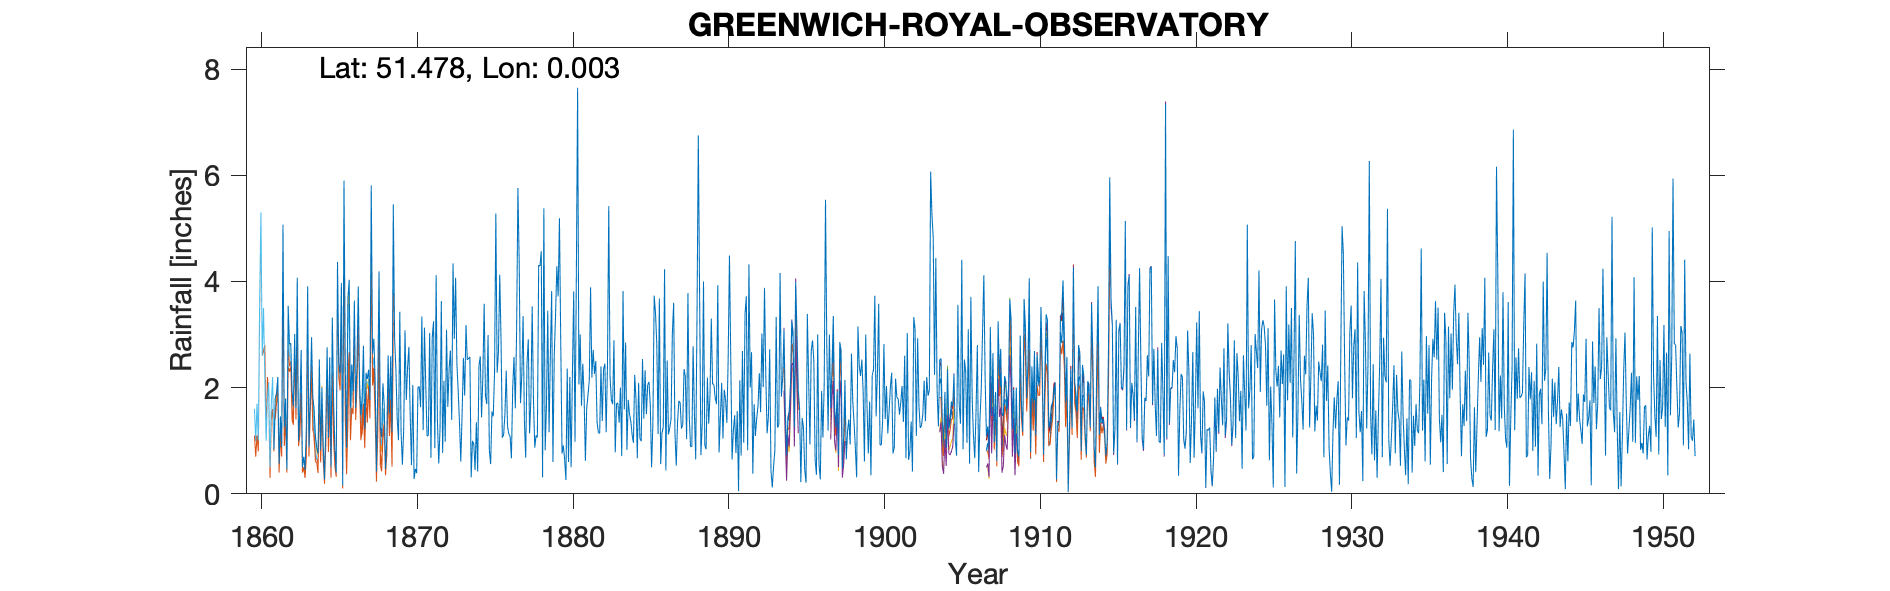 GREENWICH-ROYAL-OBSERVATORY
Lat: 51.478, Lon: 0.003
Rainfall [inches]
8
6
4
2
0
1860 1870 1880 1890 1900 1910 1920 1930 1940 1950
Year